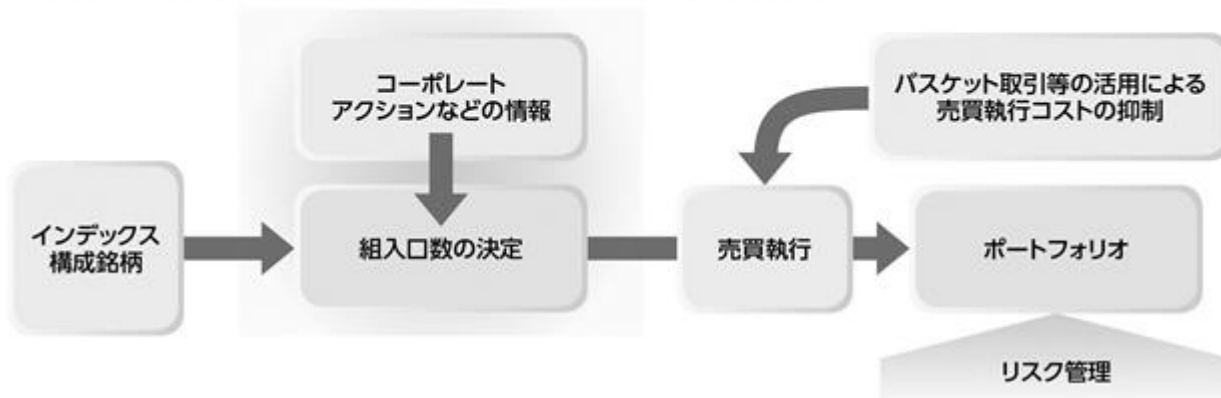 コーポレート
アクションなどの情報
バスケット取引等の活用による
売買執行コストの抑制
インデックス
構成銘柄
組入口数の決定
売買執行
ポートフォリオ
リスク管理